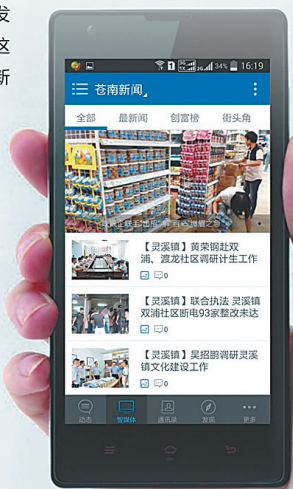 发
这
新
34% 16:19
苍南新闻
全部 最新闻 创富榜 街头角
【灵溪镇】黄荣钢赴双
浦、渡龙社区调研计生工作
0
【灵溪镇】联合执法 灵溪镇
双浦社区断电93家整改未达
0
【灵溪镇】吴招鹏调研灵溪
镇文化建设工作
0
动态 智媒体 通讯录 发现 更多